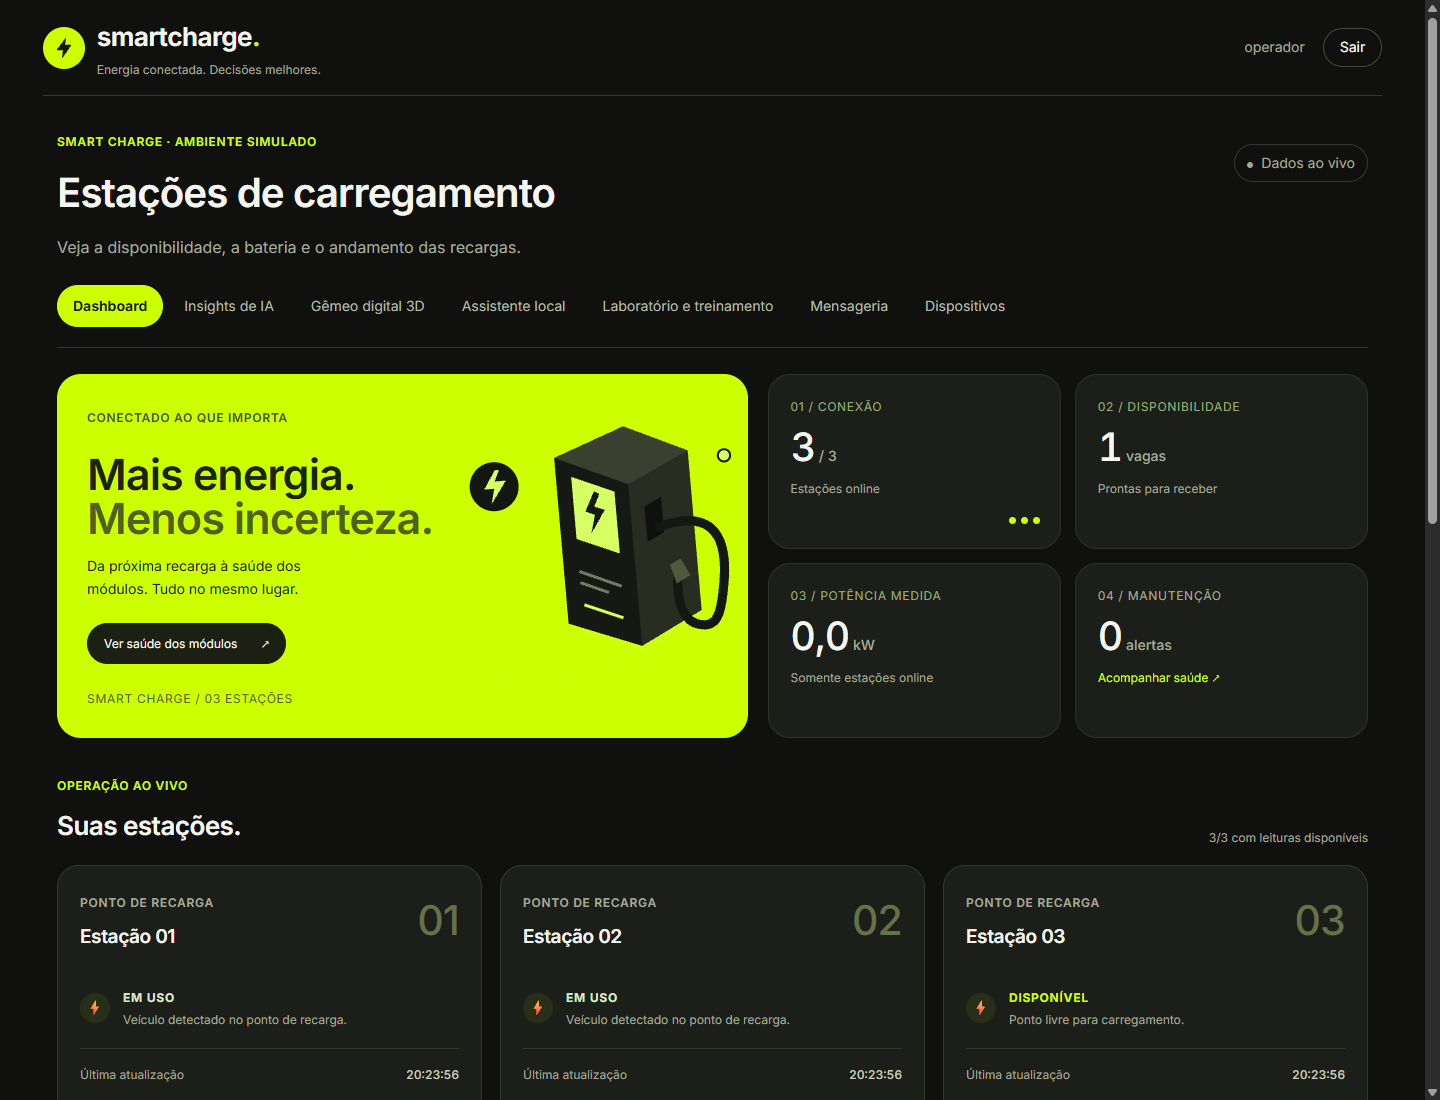 smartcharge.
Energia conectada. Decisões melhores.
operador
Sair
SMART CHARGE · AMBIENTE SIMULADO
Estações de carregamento
Dados ao vivo
Veja a disponibilidade, a bateria e o andamento das recargas.
Dashboard
Insights de IA
Gêmeo digital 3D
Assistente local
Laboratório e treinamento
Mensageria
Dispositivos
CONECTADO AO QUE IMPORTA
Mais energia.
Menos incerteza.
Da próxima recarga à saúde dos
módulos. Tudo no mesmo lugar.
Ver saúde dos módulos ↗
SMART CHARGE / 03 ESTAÇÕES
01 / CONEXÃO
3 / 3
Estações online
02 / DISPONIBILIDADE
1 vagas
Prontas para receber
03 / POTÊNCIA MEDIDA
0,0 kW
Somente estações online
04 / MANUTENÇÃO
0 alertas
Acompanhar saúde ↗
OPERAÇÃO AO VIVO
Suas estações.
3/3 com leituras disponíveis
PONTO DE RECARGA
Estação 01
01
EM USO
Veículo detectado no ponto de recarga.
Última atualização
20:23:56
PONTO DE RECARGA
Estação 02
02
EM USO
Veículo detectado no ponto de recarga.
Última atualização
20:23:56
PONTO DE RECARGA
Estação 03
03
DISPONÍVEL
Ponto livre para carregamento.
Última atualização
20:23:56